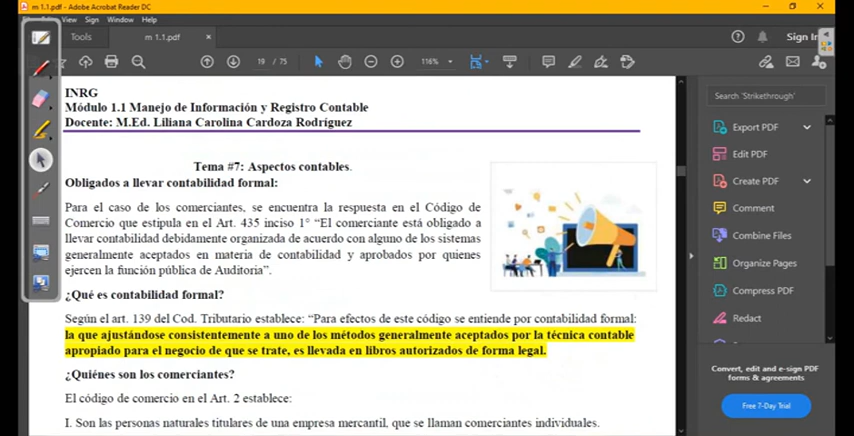 m 1.1.pdf - Adobe Acrobat Reader DC
View Sign Window Help
Tools
m 1.1.pdf
Sign In
19 / 75
116%
INRG
Módulo 1.1 Manejo de Información y Registro Contable
Docente: M.Ed. Liliana Carolina Cardoza Rodríguez
Tema #7: Aspectos contables.
Obligados a llevar contabilidad formal:
Para el caso de los comerciantes, se encuentra la respuesta en el Código de
Comercio que estipula en el Art. 435 inciso 1° “El comerciante está obligado a
llevar contabilidad debidamente organizada de acuerdo con alguno de los sistemas
generalmente aceptados en materia de contabilidad y aprobados por quienes
ejercen la función pública de Auditoria”.
¿Qué es contabilidad formal?
Según el art. 139 del Cod. Tributario establece: “Para efectos de este código se entiende por contabilidad formal:
la que ajustándose consistentemente a uno de los métodos generalmente aceptados por la técnica contable
apropiado para el negocio de que se trate, es llevada en libros autorizados de forma legal.
¿Quiénes son los comerciantes?
El código de comercio en el Art. 2 establece:
I. Son las personas naturales titulares de una empresa mercantil, que se llaman comerciantes individuales.
Search 'Strikethrough'
Export PDF
Edit PDF
Create PDF
Comment
Combine Files
Organize Pages
Compress PDF
Redact
Convert, edit and e-sign PDF
forms & agreements
Free 7-Day Trial